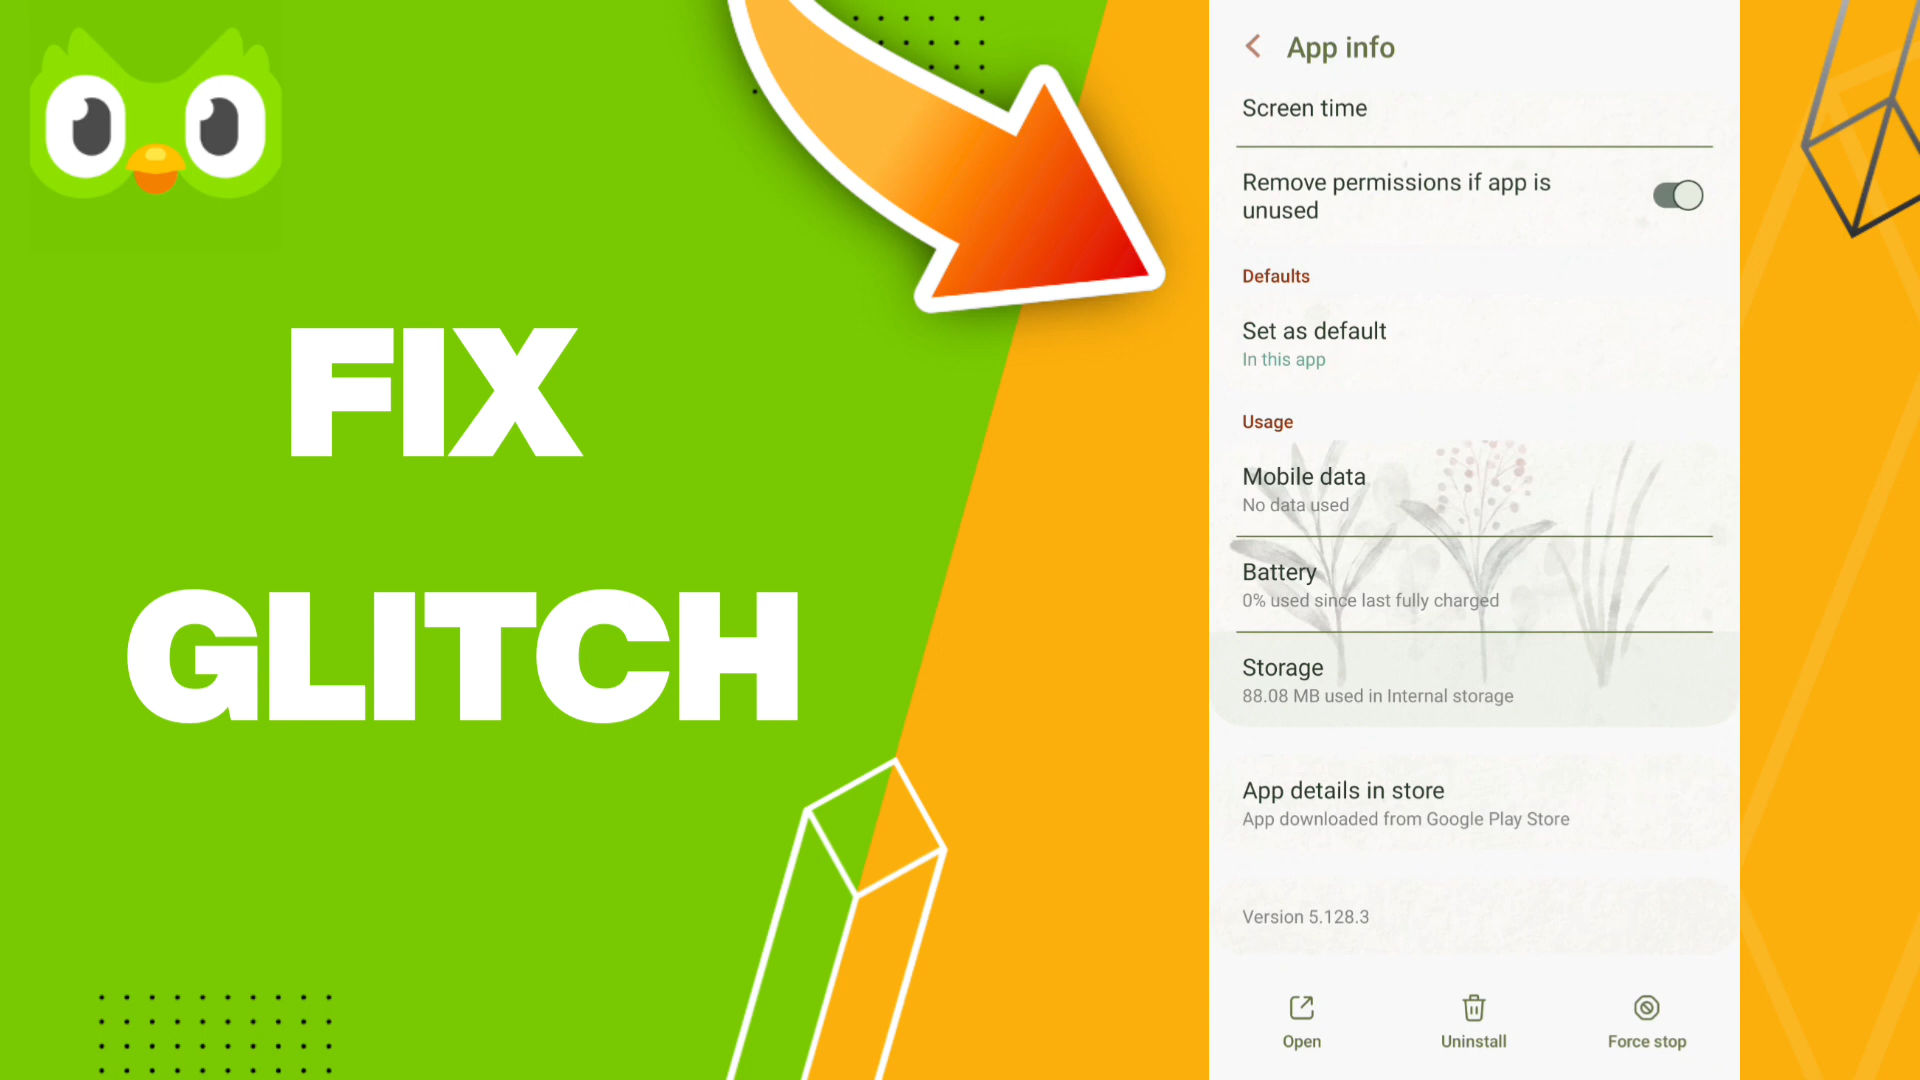 FIX
GLITCH
App info
Screen time
Remove permissions if app is
unused
Defaults
Set as default
In this app
Usage
Mobile data
No data used
Battery
0% used since last fully charged
Storage
88.08 MB used in Internal storage
App details in store
App downloaded from Google Play Store
Version 5.128.3
Open
Uninstall
Force stop